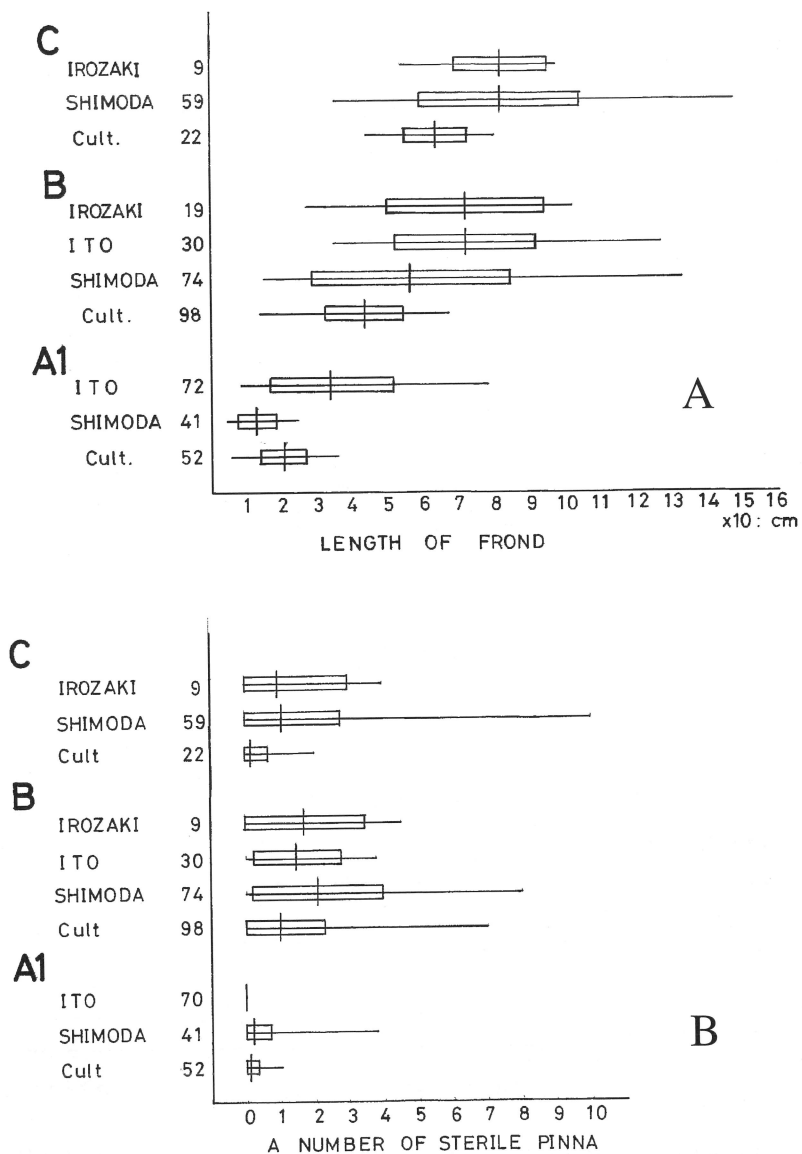 C
IROZAKI 9
SHIMODA 59
Cult. 22
B
IROZAKI 19
ITO 30
SHIMODA 74
Cult. 98
A1
ITO 72
SHIMODA 41
Cult. 52
A
1 2 3 4 5 6 7 8 9 10 11 12 13 14 15 16
x10: cm
LENGTH OF FROND
C
IROZAKI 9
SHIMODA 59
Cult 22
B
IROZAKI 9
ITO 30
SHIMODA 74
Cult 98
A1
ITO 70
SHIMODA 41
Cult 52
B
0 1 2 3 4 5 6 7 8 9 10
A NUMBER OF STERILE PINNA